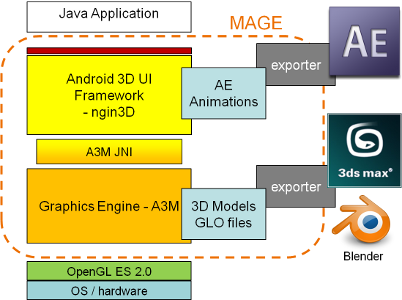 Java Application
MAGE
AE
exporter
Android 3D UI
Framework
- ngin3D
AE
Animations
A3M JNI
3ds max®
exporter
Graphics Engine - A3M
3D Models
GLO files
Blender
OpenGL ES 2.0
OS / hardware